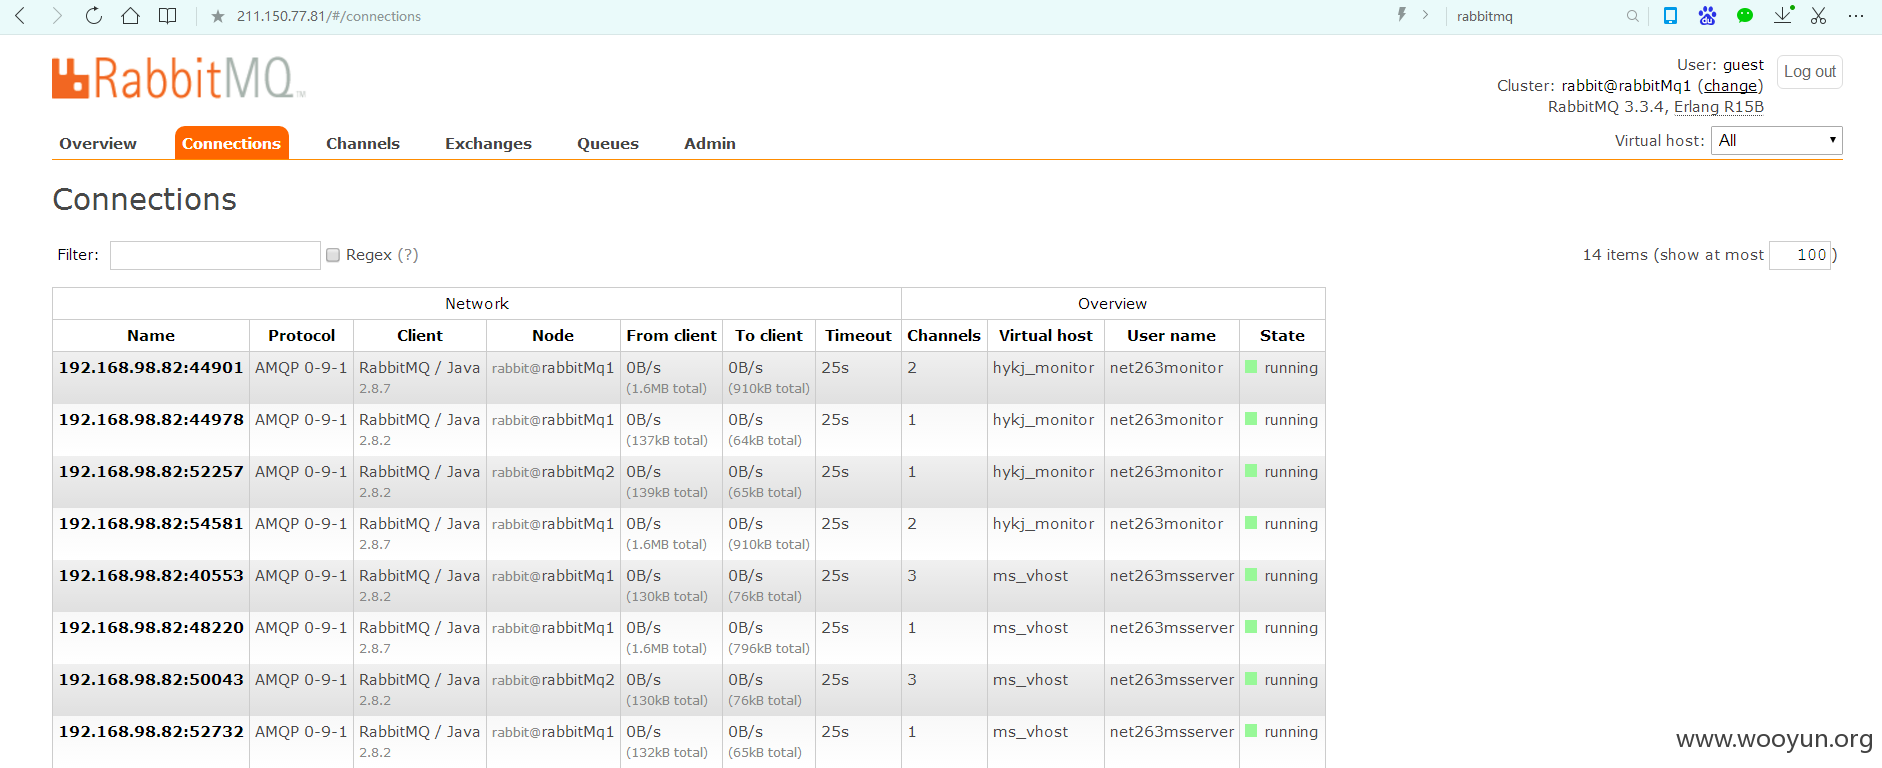 211.150.77.81/#/connections
rabbitmq
RabbitMQ™
User: guest
Log out
Cluster: rabbit@rabbitMq1 (change)
RabbitMQ 3.3.4, Erlang R15B
Overview Connections Channels Exchanges Queues Admin
Virtual host: All
Connections
Filter: Regex (?)
14 items (show at most 100 )
Network Overview
Name Protocol Client Node From client To client Timeout Channels Virtual host User name State
192.168.98.82:44901 AMQP 0-9-1 RabbitMQ / Java rabbit@rabbitMq1 0B/s 0B/s 25s 2 hykj_monitor net263monitor running
2.8.7 (1.6MB total) (910kB total)
192.168.98.82:44978 AMQP 0-9-1 RabbitMQ / Java rabbit@rabbitMq1 0B/s 0B/s 25s 1 hykj_monitor net263monitor running
2.8.2 (137kB total) (64kB total)
192.168.98.82:52257 AMQP 0-9-1 RabbitMQ / Java rabbit@rabbitMq2 0B/s 0B/s 25s 1 hykj_monitor net263monitor running
2.8.2 (139kB total) (65kB total)
192.168.98.82:54581 AMQP 0-9-1 RabbitMQ / Java rabbit@rabbitMq1 0B/s 0B/s 25s 2 hykj_monitor net263monitor running
2.8.7 (1.6MB total) (910kB total)
192.168.98.82:40553 AMQP 0-9-1 RabbitMQ / Java rabbit@rabbitMq1 0B/s 0B/s 25s 3 ms_vhost net263msserver running
2.8.2 (130kB total) (76kB total)
192.168.98.82:48220 AMQP 0-9-1 RabbitMQ / Java rabbit@rabbitMq1 0B/s 0B/s 25s 1 ms_vhost net263msserver running
2.8.7 (1.6MB total) (796kB total)
192.168.98.82:50043 AMQP 0-9-1 RabbitMQ / Java rabbit@rabbitMq2 0B/s 0B/s 25s 3 ms_vhost net263msserver running
2.8.2 (130kB total) (76kB total)
192.168.98.82:52732 AMQP 0-9-1 RabbitMQ / Java rabbit@rabbitMq1 0B/s 0B/s 25s 1 ms_vhost net263msserver running
2.8.2 (132kB total) (65kB total)
www.wooyun.org